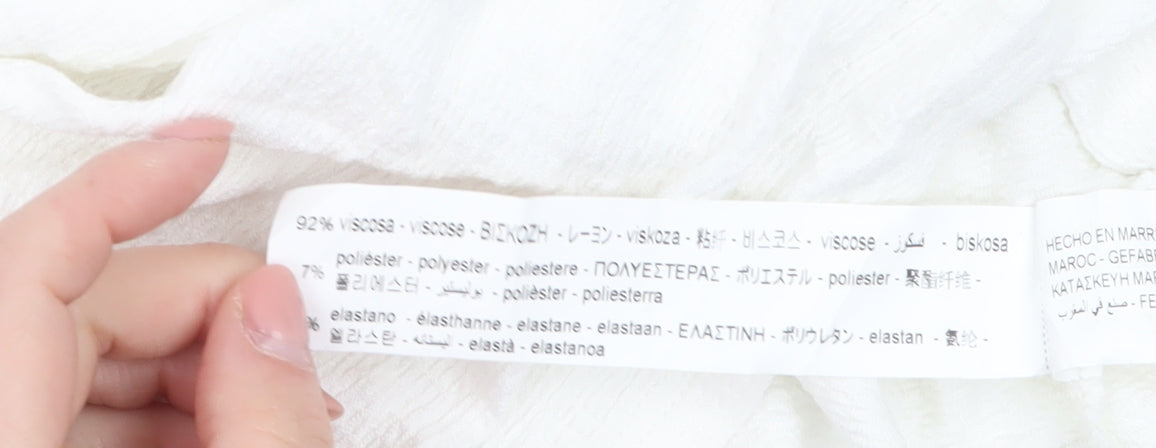 92% viscosa - viscose - ΒΙΣΚΟΖΗ - レーヨン - viskoza - 粘纤 - 비스코스 - viscose - فسكوز - biskosa
7% poliéster - polyester - poliestere - ΠΟΛΥΕΣΤΕΡΑΣ - ポリエステル - poliester - 聚酯纤维 -
폴리에스터 - بوليستير - polièster - poliesterra
% elastano - élasthanne - elastane - elastaan - ΕΛΑΣΤΙΝΗ - ポリウレタン - elastan - 氨纶 -
엘라스탄 - - elastà - elastanoa
HECHO EN MARR
MAROC - GEFAB
ΚΑΤΑΣΚΕΥΗ ΜΑΡ
صنع في المغرب - FE